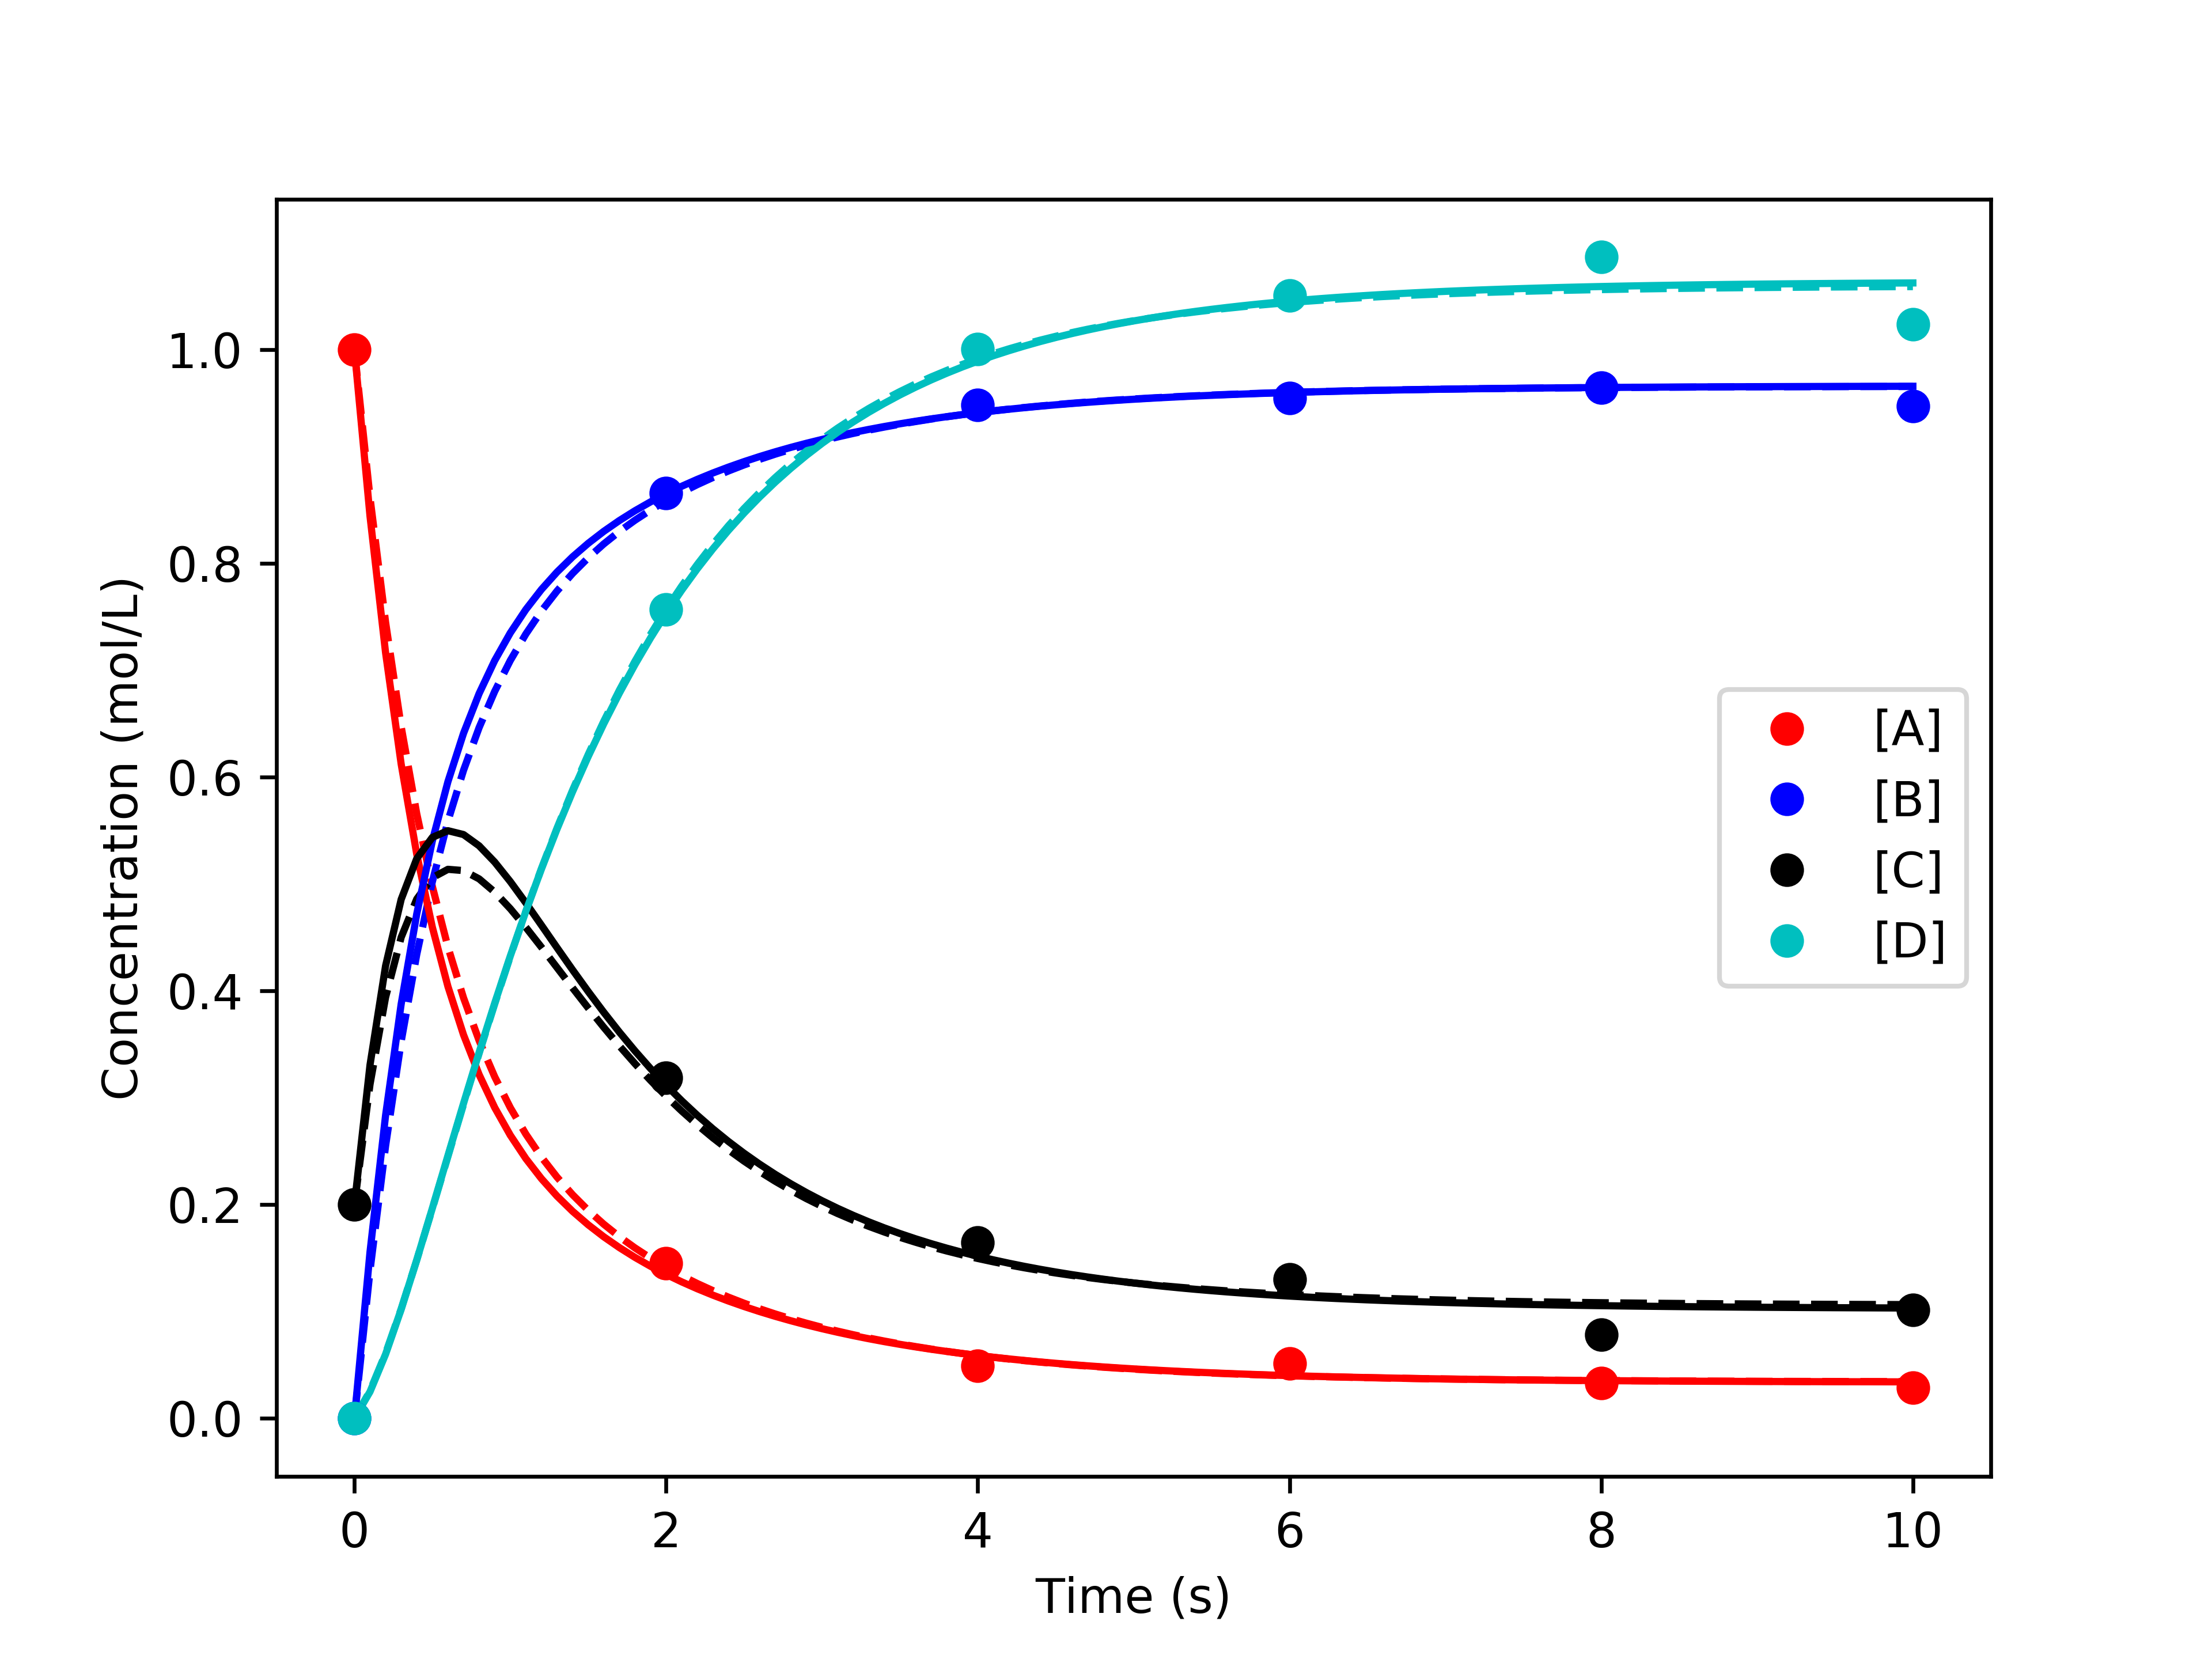 1.0
0.8
0.6
0.4
0.2
0.0
Concentration (mol/L)
[A]
[B]
[C]
[D]
0 2 4 6 8 10
Time (s)